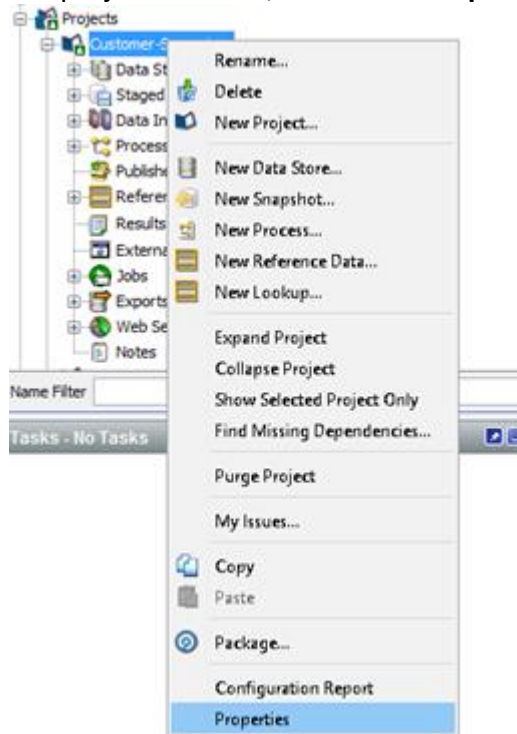 Projects
Customer-S
Data St
Staged
Data In
Process
Publishe
Referen
Results
Externa
Jobs
Exports
Web Se
Notes
Name Filter
Tasks - No Tasks
Rename...
Delete
New Project...
New Data Store...
New Snapshot...
New Process...
New Reference Data...
New Lookup...
Expand Project
Collapse Project
Show Selected Project Only
Find Missing Dependencies...
Purge Project
My Issues...
Copy
Paste
Package...
Configuration Report
Properties